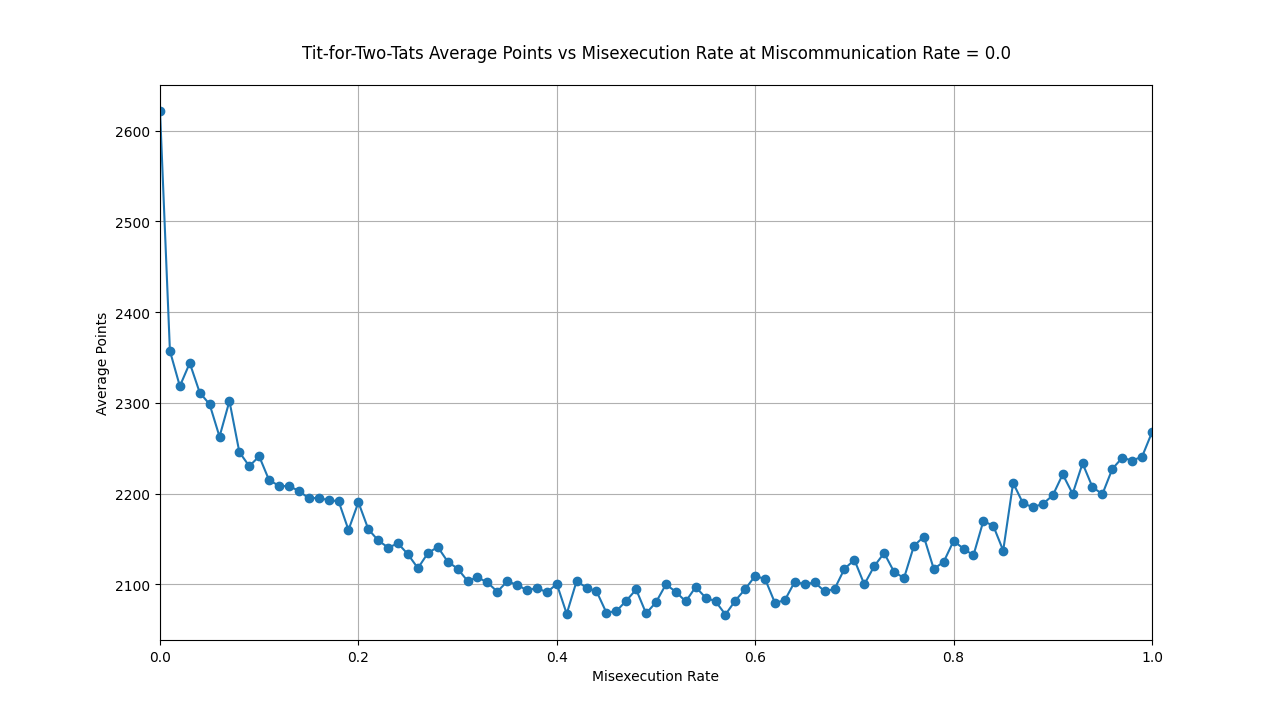 Tit-for-Two-Tats Average Points vs Misexecution Rate at Miscommunication Rate = 0.0
2600
2500
2400
2300
2200
2100
Average Points
0.0 0.2 0.4 0.6 0.8 1.0
Misexecution Rate